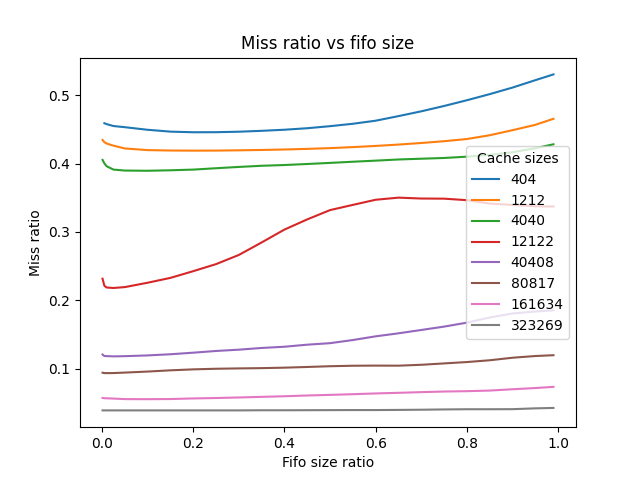 Miss ratio vs fifo size
Miss ratio
0.5
0.4
0.3
0.2
0.1
Cache sizes
404
1212
4040
12122
40408
80817
161634
323269
0.0 0.2 0.4 0.6 0.8 1.0
Fifo size ratio